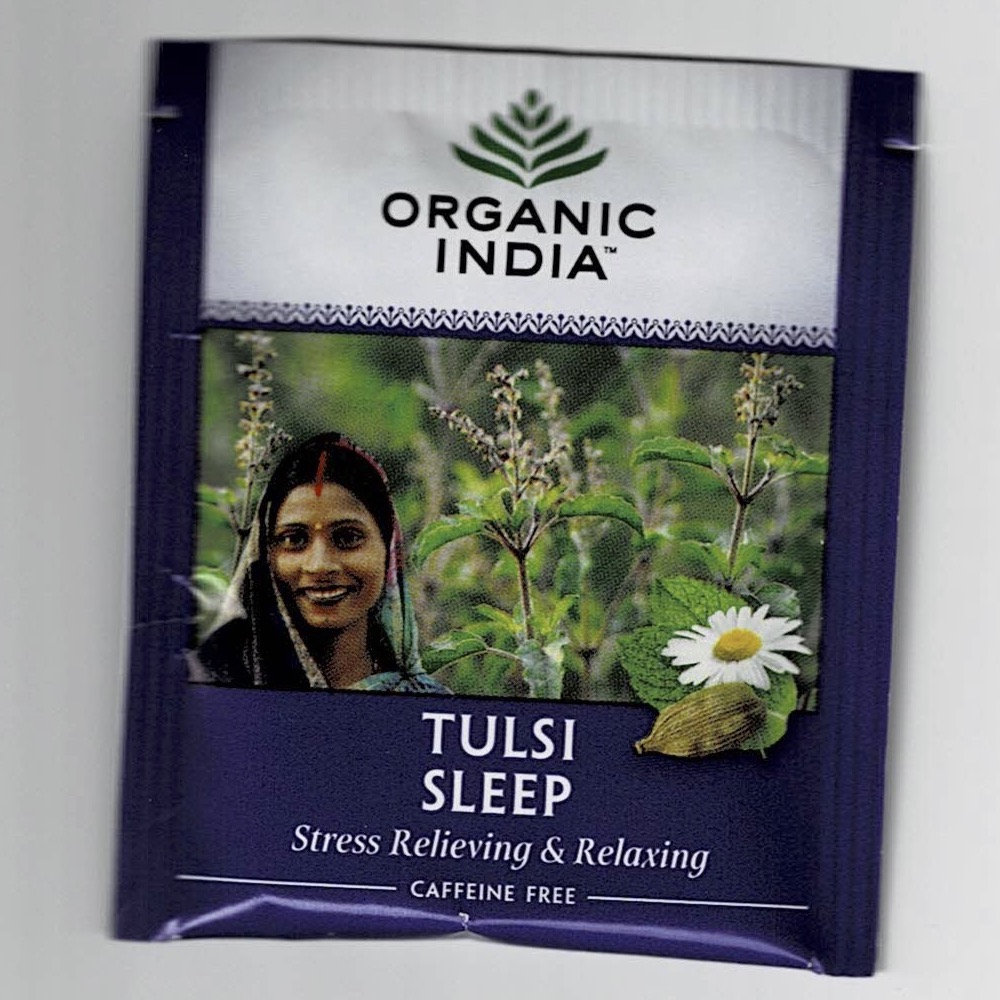 ORGANIC
INDIA™
TULSI
SLEEP
Stress Relieving & Relaxing
CAFFEINE FREE